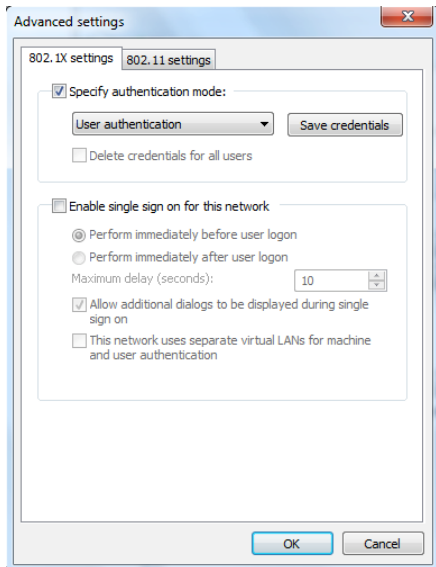 Advanced settings
802.1X settings
802.11 settings
Specify authentication mode:
User authentication
Save credentials
Delete credentials for all users
Enable single sign on for this network
Perform immediately before user logon
Perform immediately after user logon
Maximum delay (seconds):
10
Allow additional dialogs to be displayed during single
sign on
This network uses separate virtual LANs for machine
and user authentication
OK
Cancel